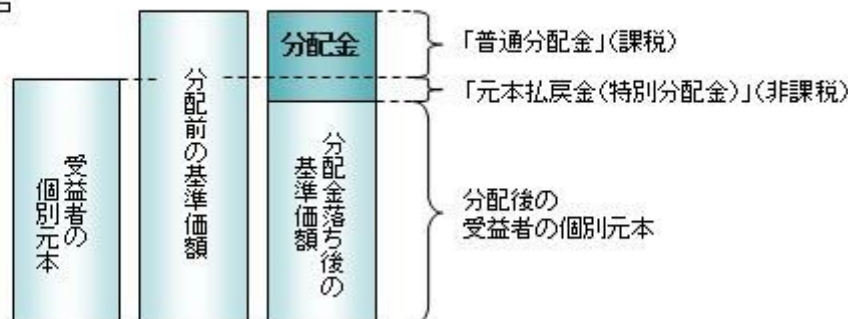 分配金
「普通分配金」(課税)
「元本払戻金(特別分配金)」(非課税)
受益者の
個別元本
分配前の基準価額
分配金落ち後の
基準価額
分配後の
受益者の個別元本